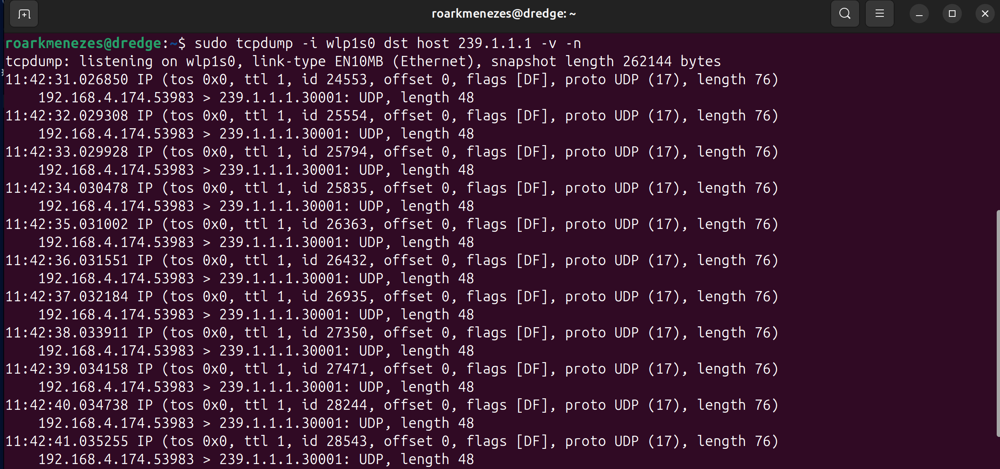 roarkmenezes@dredge: ~
roarkmenezes@dredge:~$ sudo tcpdump -i wlp1s0 dst host 239.1.1.1 -v -n
tcpdump: listening on wlp1s0, link-type EN10MB (Ethernet), snapshot length 262144 bytes
11:42:31.026850 IP (tos 0x0, ttl 1, id 24553, offset 0, flags [DF], proto UDP (17), length 76)
    192.168.4.174.53983 > 239.1.1.1.30001: UDP, length 48
11:42:32.029308 IP (tos 0x0, ttl 1, id 25554, offset 0, flags [DF], proto UDP (17), length 76)
    192.168.4.174.53983 > 239.1.1.1.30001: UDP, length 48
11:42:33.029928 IP (tos 0x0, ttl 1, id 25794, offset 0, flags [DF], proto UDP (17), length 76)
    192.168.4.174.53983 > 239.1.1.1.30001: UDP, length 48
11:42:34.030478 IP (tos 0x0, ttl 1, id 25835, offset 0, flags [DF], proto UDP (17), length 76)
    192.168.4.174.53983 > 239.1.1.1.30001: UDP, length 48
11:42:35.031002 IP (tos 0x0, ttl 1, id 26363, offset 0, flags [DF], proto UDP (17), length 76)
    192.168.4.174.53983 > 239.1.1.1.30001: UDP, length 48
11:42:36.031551 IP (tos 0x0, ttl 1, id 26432, offset 0, flags [DF], proto UDP (17), length 76)
    192.168.4.174.53983 > 239.1.1.1.30001: UDP, length 48
11:42:37.032184 IP (tos 0x0, ttl 1, id 26935, offset 0, flags [DF], proto UDP (17), length 76)
    192.168.4.174.53983 > 239.1.1.1.30001: UDP, length 48
11:42:38.033911 IP (tos 0x0, ttl 1, id 27350, offset 0, flags [DF], proto UDP (17), length 76)
    192.168.4.174.53983 > 239.1.1.1.30001: UDP, length 48
11:42:39.034158 IP (tos 0x0, ttl 1, id 27471, offset 0, flags [DF], proto UDP (17), length 76)
    192.168.4.174.53983 > 239.1.1.1.30001: UDP, length 48
11:42:40.034738 IP (tos 0x0, ttl 1, id 28244, offset 0, flags [DF], proto UDP (17), length 76)
    192.168.4.174.53983 > 239.1.1.1.30001: UDP, length 48
11:42:41.035255 IP (tos 0x0, ttl 1, id 28543, offset 0, flags [DF], proto UDP (17), length 76)
    192.168.4.174.53983 > 239.1.1.1.30001: UDP, length 48